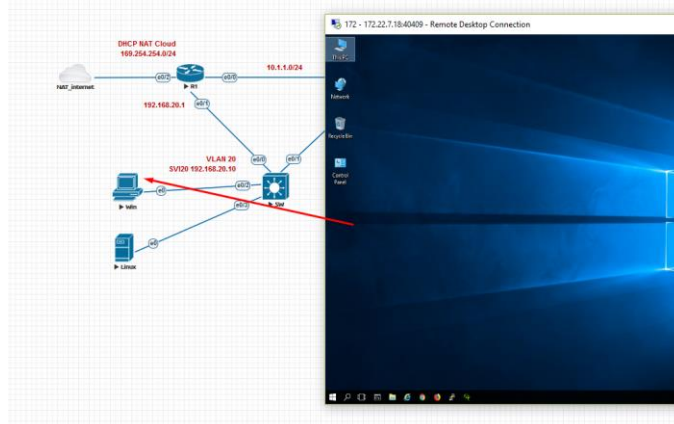 172 - 172.22.7.18:40409 - Remote Desktop Connection
DHCP NAT Cloud
169.254.254.0/24
10.1.1.0/24
e0/2
e0/0
NAT_internet
R1
192.168.20.1
e0/1
VLAN 20
SVI20 192.168.20.10
e0/0
e0/1
e0
e0/2
Win
e0/3
SW
e0
Linux
This PC
Network
Recycle Bin
Control
Panel